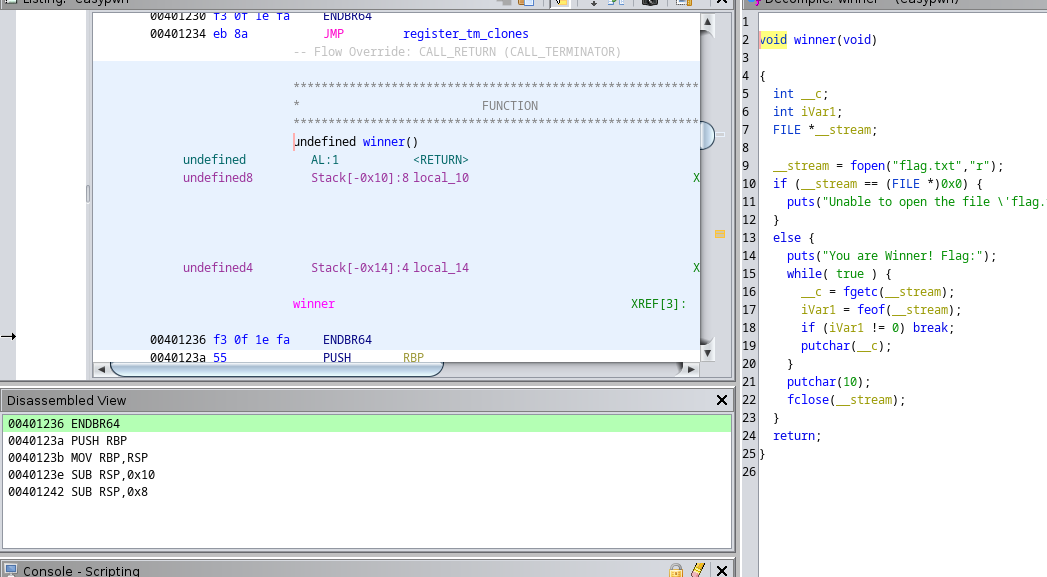 Listing: easypwn
00401230 f3 0f 1e fa ENDBR64
00401234 eb 8a JMP register_tm_clones
-- Flow Override: CALL_RETURN (CALL_TERMINATOR)
**********************************************************
* FUNCTION
**********************************************************
undefined winner()
undefined AL:1 <RETURN>
undefined8 Stack[-0x10]:8 local_10 X
undefined4 Stack[-0x14]:4 local_14 X
winner XREF[3]:
00401236 f3 0f 1e fa ENDBR64
0040123a 55 PUSH RBP
Disassembled View
00401236 ENDBR64
0040123a PUSH RBP
0040123b MOV RBP,RSP
0040123e SUB RSP,0x10
00401242 SUB RSP,0x8
Console - Scripting
Decompile: winner - (easypwn)
1
2 void winner(void)
3
4 {
5 int __c;
6 int iVar1;
7 FILE *__stream;
8
9 __stream = fopen("flag.txt","r");
10 if (__stream == (FILE *)0x0) {
11 puts("Unable to open the file \'flag.
12 }
13 else {
14 puts("You are Winner! Flag:");
15 while( true ) {
16 __c = fgetc(__stream);
17 iVar1 = feof(__stream);
18 if (iVar1 != 0) break;
19 putchar(__c);
20 }
21 putchar(10);
22 fclose(__stream);
23 }
24 return;
25 }
26